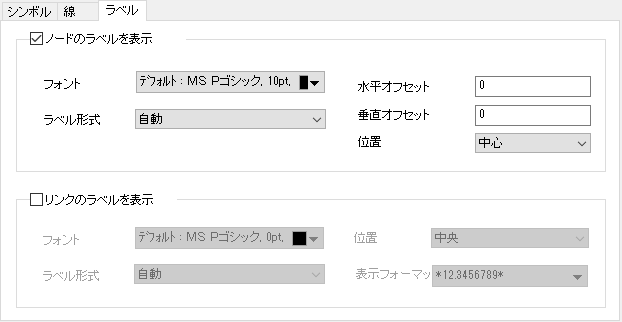 シンボル 線 ラベル
ノードのラベルを表示
フォント ﾃﾞﾌｫﾙﾄ : MS Pゴシック, 10pt, 水平オフセット 0
ラベル形式 自動 垂直オフセット 0
位置 中心
リンクのラベルを表示
フォント ﾃﾞﾌｫﾙﾄ : MS Pゴシック, 0pt, 位置 中央
ラベル形式 自動 表示フォーマッ *12.3456789*